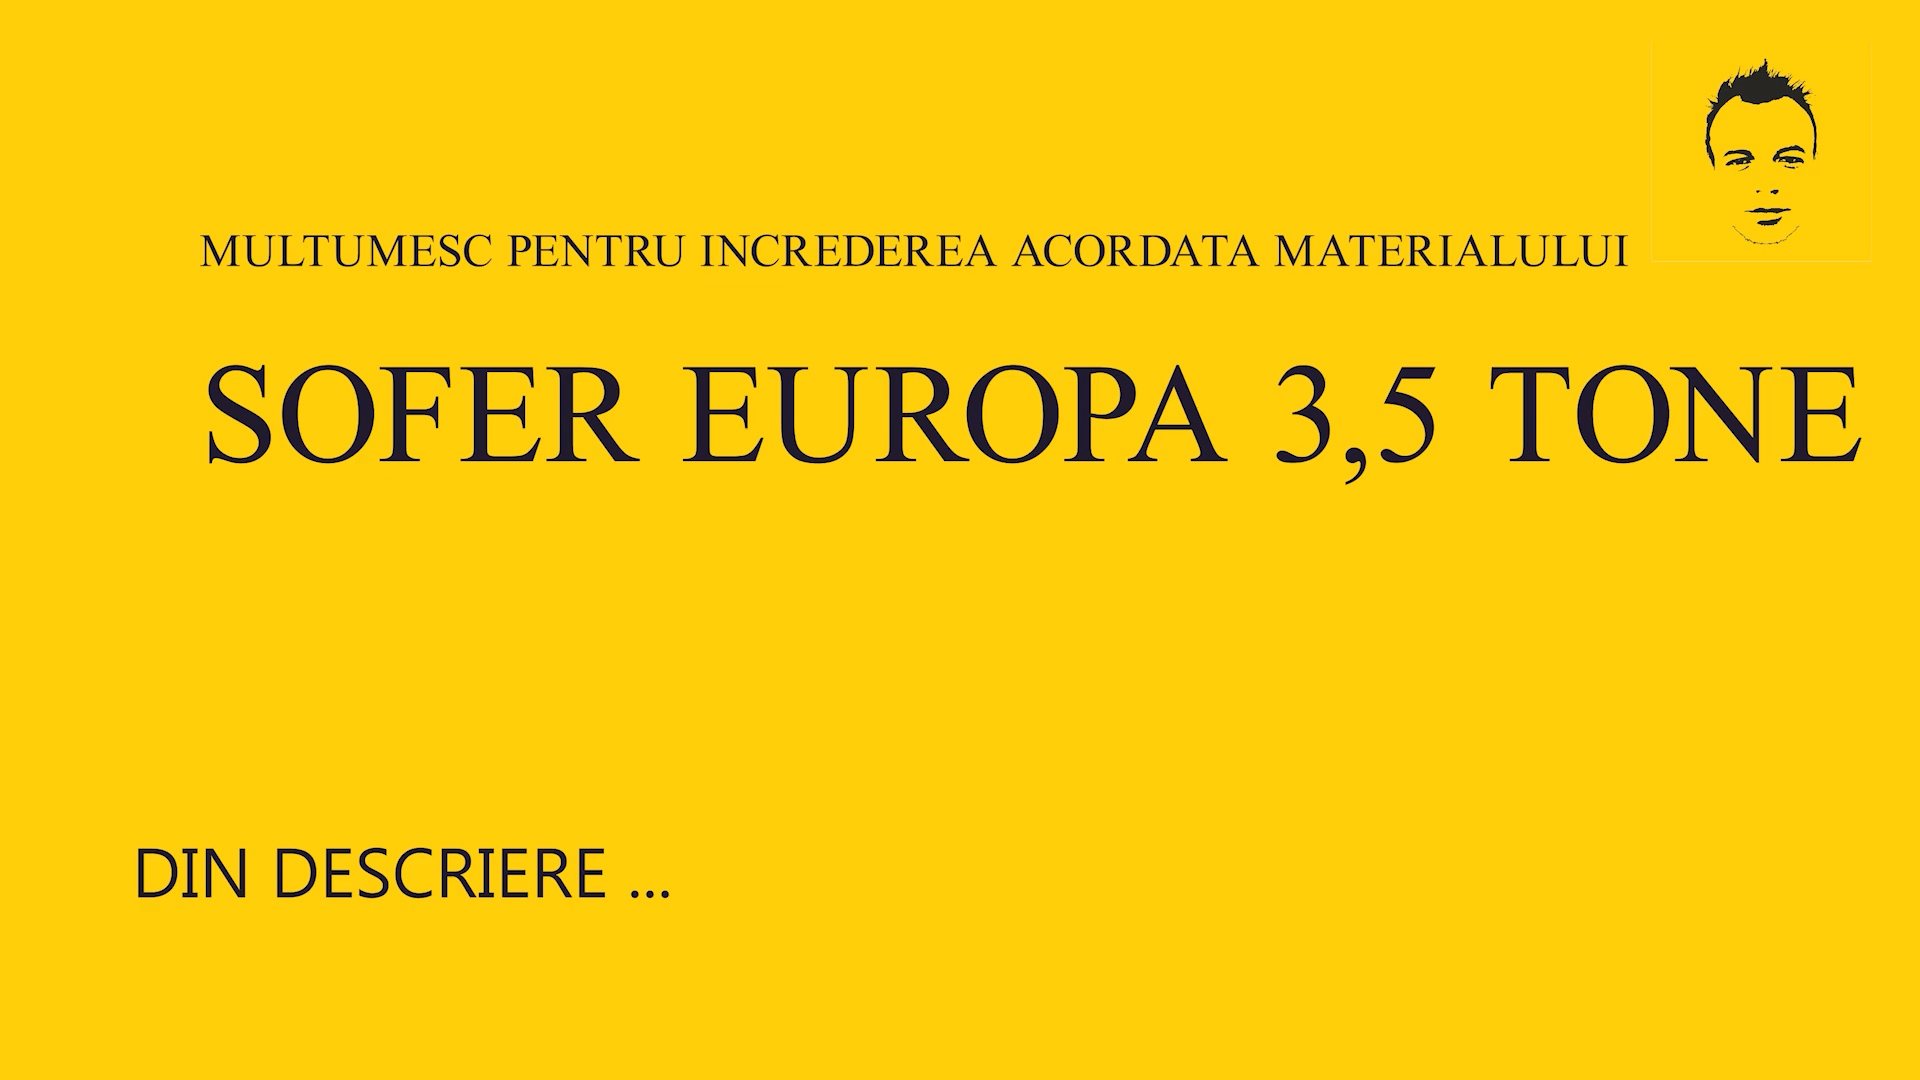 MULTUMESC PENTRU INCREDEREA ACORDATA MATERIALULUI
SOFER EUROPA 3,5 TONE
DIN DESCRIERE ...